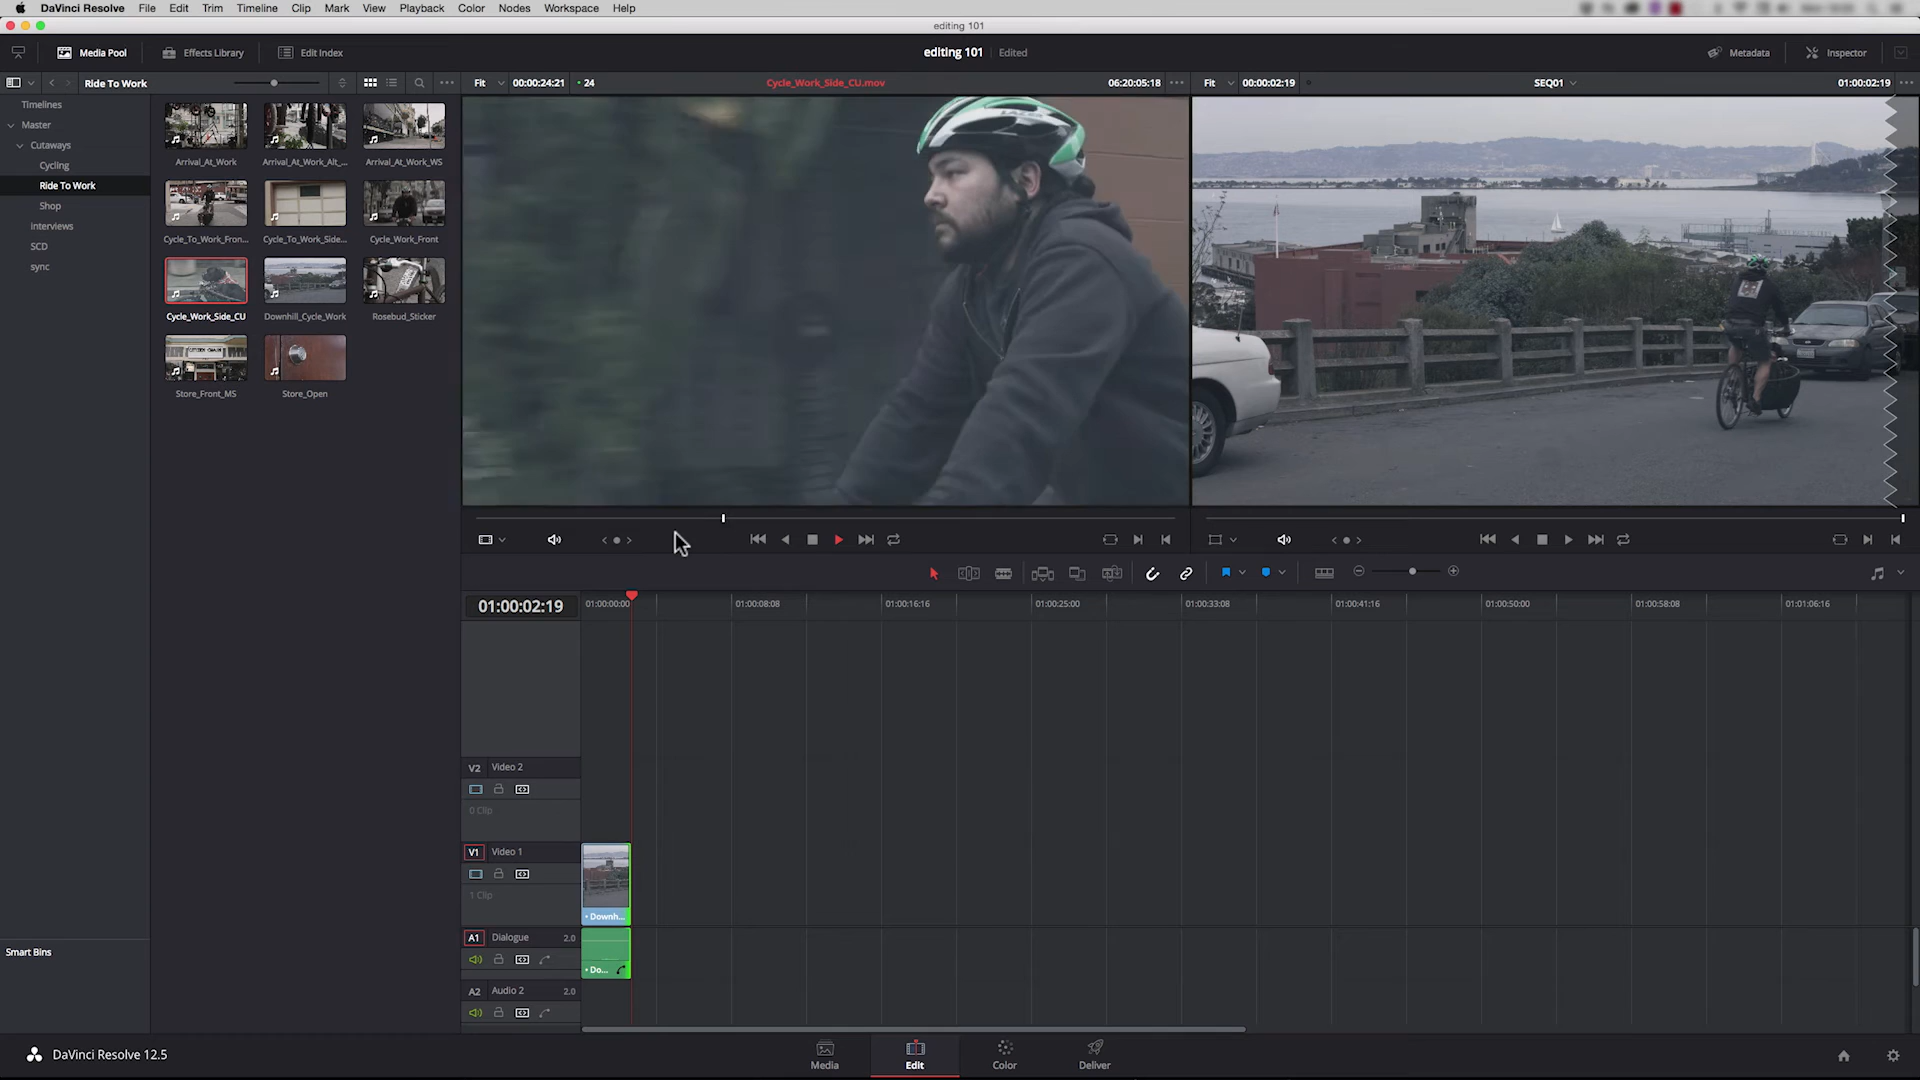 DaVinci Resolve File Edit Trim Timeline Clip Mark View Playback Color Nodes Workspace Help
editing 101
Media Pool Effects Library Edit Index editing 101 Edited Metadata Inspector
Ride To Work Fit 00:00:24:21 • 24 Cycle_Work_Side_CU.mov 06:20:05:18 ••• Fit 00:00:02:19 SEQ01 01:00:02:19 •••
Timelines
Master
Cutaways
Cycling
Ride To Work
Shop
interviews
SCD
sync
Arrival_At_Work Arrival_At_Work_Alt_... Arrival_At_Work_WS
Cycle_To_Work_Fron... Cycle_To_Work_Side... Cycle_Work_Front
Cycle_Work_Side_CU Downhill_Cycle_Work Rosebud_Sticker
Store_Front_MS Store_Open
01:00:02:19 01:00:00:00 01:00:08:08 01:00:16:16 01:00:25:00 01:00:33:08 01:00:41:16 01:00:50:00 01:00:58:08 01:01:06:16
V2 Video 2
0 Clip
V1 Video 1
1 Clip
• Downh...
A1 Dialogue 2.0
• Do...
A2 Audio 2 2.0
Smart Bins
DaVinci Resolve 12.5 Media Edit Color Deliver